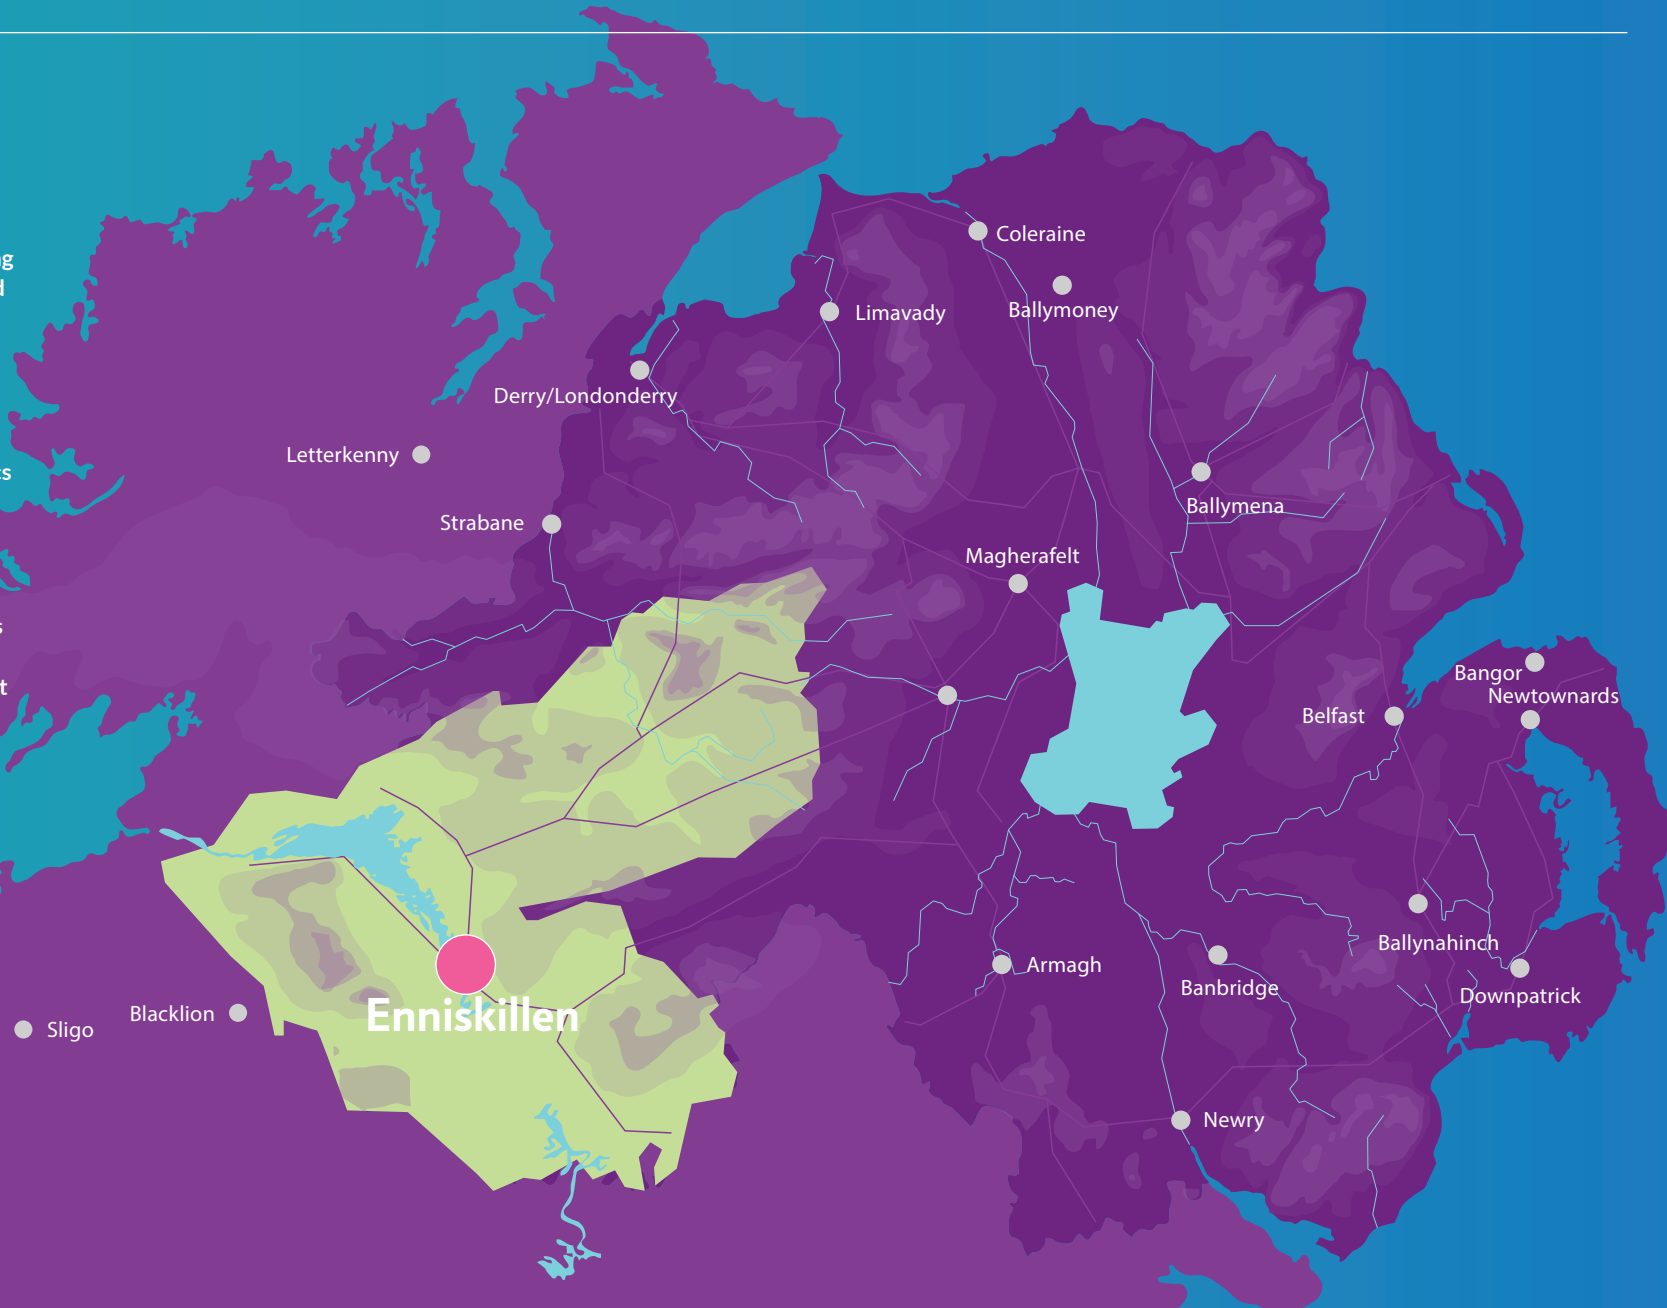 Coleraine
Ballymoney
Limavady
Derry/Londonderry
Letterkenny
Strabane
Ballymena
Magherafelt
Bangor
Newtownards
Belfast
Ballynahinch
Armagh
Banbridge
Downpatrick
Enniskillen
Blacklion
Sligo
Newry